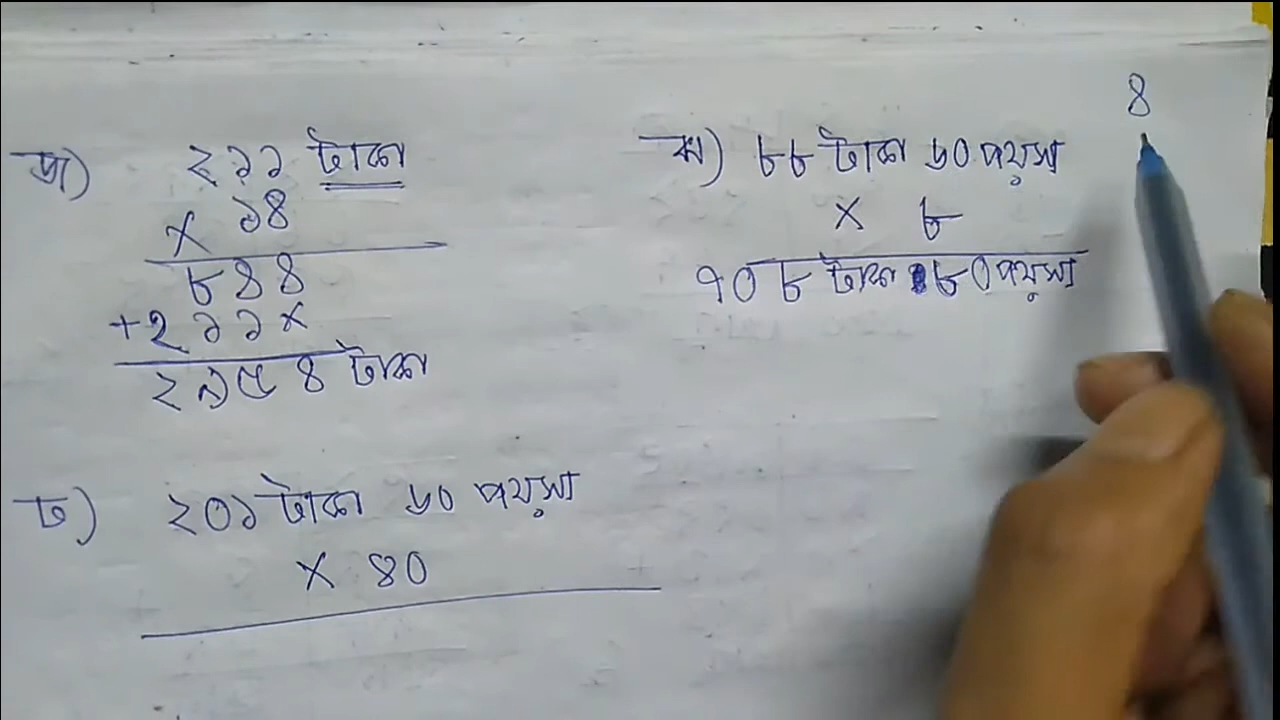 ৪
জ) ২১১ টাকা
× ১৪
৮৪৪
+২১১×
২৯৫৪ টাকা
ঝ) ৮৮ টাকা ৬০ পয়সা
× ৮
৭০৮ টাকা ৮০ পয়সা
ঢ) ২০১ টাকা ৬০ পয়সা
× ৪০